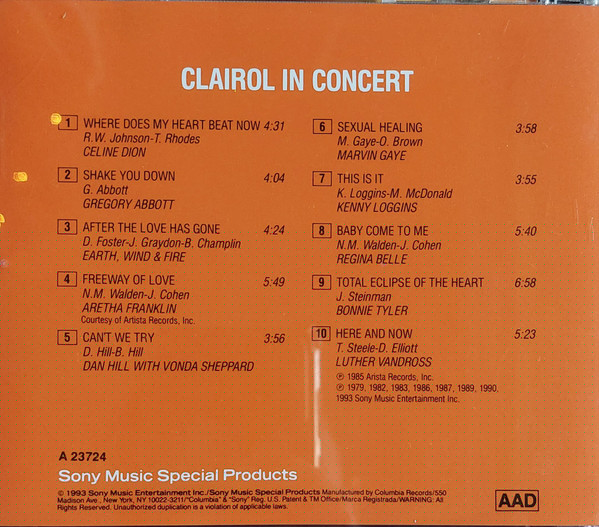 CLAIROL IN CONCERT
1 WHERE DOES MY HEART BEAT NOW 4:31
R.W. Johnson-T. Rhodes
CELINE DION
2 SHAKE YOU DOWN 4:04
G. Abbott
GREGORY ABBOTT
3 AFTER THE LOVE HAS GONE 4:24
D. Foster-J. Graydon-B. Champlin
EARTH, WIND & FIRE
4 FREEWAY OF LOVE 5:49
N.M. Walden-J. Cohen
ARETHA FRANKLIN
Courtesy of Artista Records, Inc.
5 CAN'T WE TRY 3:56
D. Hill-B. Hill
DAN HILL WITH VONDA SHEPPARD
6 SEXUAL HEALING 3:58
M. Gaye-O. Brown
MARVIN GAYE
7 THIS IS IT 3:55
K. Loggins-M. McDonald
KENNY LOGGINS
8 BABY COME TO ME 5:40
N.M. Walden-J. Cohen
REGINA BELLE
9 TOTAL ECLIPSE OF THE HEART 6:58
J. Steinman
BONNIE TYLER
10 HERE AND NOW 5:23
T. Steele-D. Elliott
LUTHER VANDROSS
℗ 1985 Arista Records, Inc.
℗ 1979, 1982, 1983, 1986, 1987, 1989, 1990,
1993 Sony Music Entertainment Inc.
A 23724
Sony Music Special Products
© 1993 Sony Music Entertainment Inc./Sony Music Special Products Manufactured by Columbia Records/550
Madison Ave., New York, NY 10022-3211/"Columbia" & "Sony" Reg. U.S. Patent & TM Office/Marca Registrada/WARNING: All
Rights Reserved. Unauthorized duplication is a violation of applicable laws.
AAD